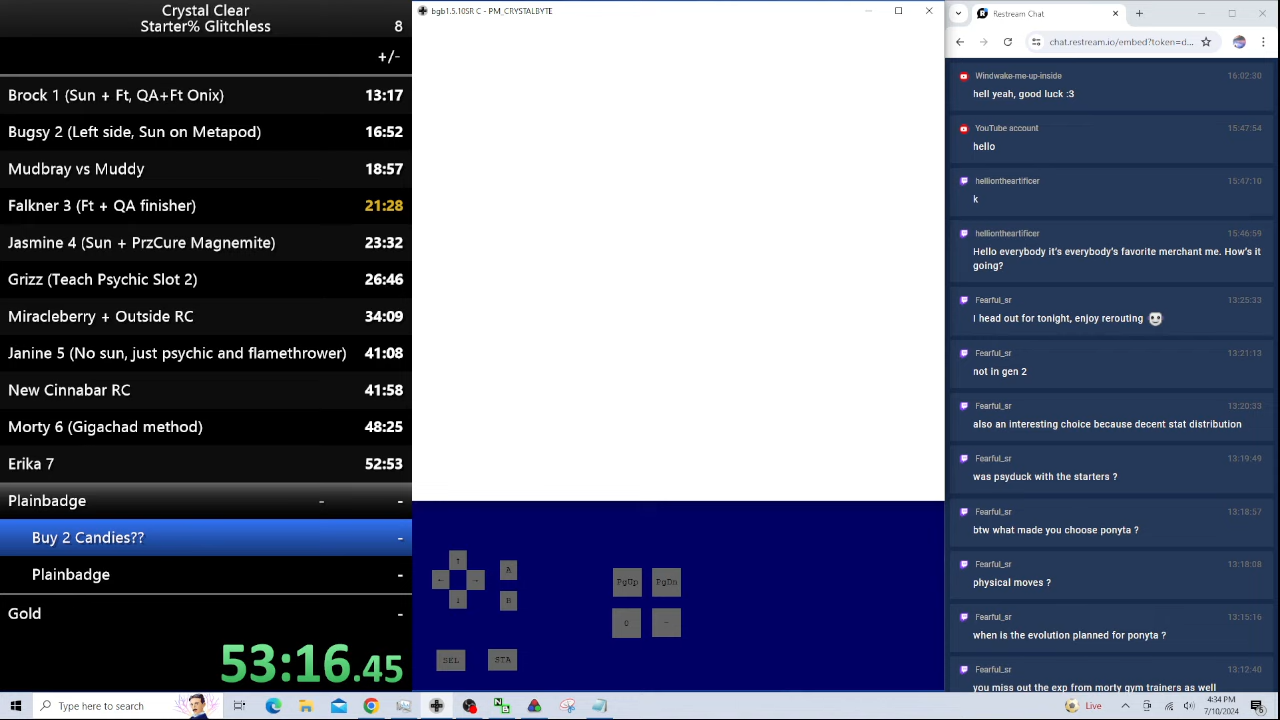 Crystal Clear
Starter% Glitchless 8
+/-
Brock 1 (Sun + Ft, QA+Ft Onix) 13:17
Bugsy 2 (Left side, Sun on Metapod) 16:52
Mudbray vs Muddy 18:57
Falkner 3 (Ft + QA finisher) 21:28
Jasmine 4 (Sun + PrzCure Magnemite) 23:32
Grizz (Teach Psychic Slot 2) 26:46
Miracleberry + Outside RC 34:09
Janine 5 (No sun, just psychic and flamethrower) 41:08
New Cinnabar RC 41:58
Morty 6 (Gigachad method) 48:25
Erika 7 52:53
Plainbadge - -
Buy 2 Candies?? -
Plainbadge -
Gold -
53:16.45
bgb1.5.10SR C - PM_CRYSTALBYTE
↑
← →
↓
A
B
SEL
STA
PgUp
PgDn
-
Restream Chat
chat.restream.io/embed?token=d...
Windwake-me-up-inside 16:02:30
hell yeah, good luck :3
YouTube account 15:47:54
hello
helliontheartificer 15:47:10
k
helliontheartificer 15:46:59
Hello everybody it's everybody's favorite merchant me. How's it
going?
Fearful_sr 13:25:33
I head out for tonight, enjoy rerouting
Fearful_sr 13:21:13
not in gen 2
Fearful_sr 13:20:33
also an interesting choice because decent stat distribution
Fearful_sr 13:19:49
was psyduck with the starters ?
Fearful_sr 13:18:57
btw what made you choose ponyta ?
Fearful_sr 13:18:08
physical moves ?
Fearful_sr 13:15:16
when is the evolution planned for ponyta ?
Fearful_sr 13:12:40
you miss out the exp from morty gym trainers as well
Type here to search
Live!
4:34 PM
7/10/2024